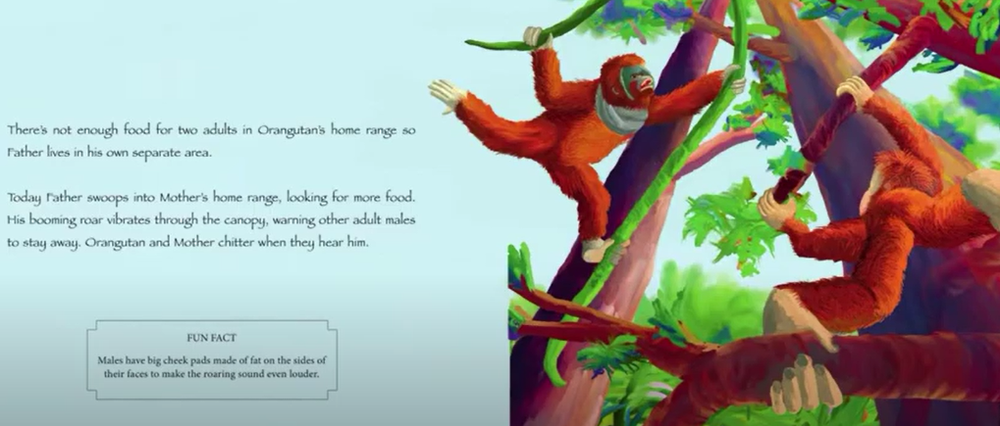 There's not enough food for two adults in Orangutan's home range so
Father lives in his own separate area.
Today Father swoops into Mother's home range, looking for more food.
His booming roar vibrates through the canopy, warning other adult males
to stay away. Orangutan and Mother chitter when they hear him.
FUN FACT
Males have big cheek pads made of fat on the sides of
their faces to make the roaring sound even louder.